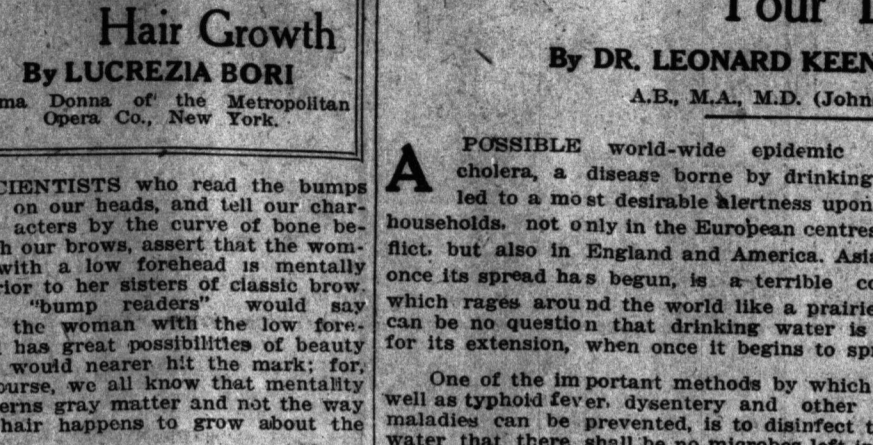 Hair Growth
By LUCREZIA BORI
ma Donna of the Metropolitan
Opera Co., New York.
CIENTISTS who read the bumps
on our heads, and tell our char-
acters by the curve of bone be-
h our brows, assert that the wom-
with a low forehead is mentally
rior to her sisters of classic brow.
"bump readers" would say
the woman with the low fore-
has great possibilities of beauty
would nearer hit the mark; for,
ourse, we all know that mentality
erns gray matter and not the way
hair happens to grow about the
Your
By DR. LEONARD KEEN
A.B., M.A., M.D. (John
A POSSIBLE world-wide epidemic
cholera, a disease borne by drinking
led to a most desirable alertness upon
households, not only in the European centres
flict, but also in England and America. Asia
once its spread has begun, is a terrible co
which rages around the world like a prairie
can be no question that drinking water is
for its extension, when once it begins to spr
One of the important methods by which
well as typhoid fever, dysentery and other
maladies can be prevented, is to disinfect t
water that there shall be no